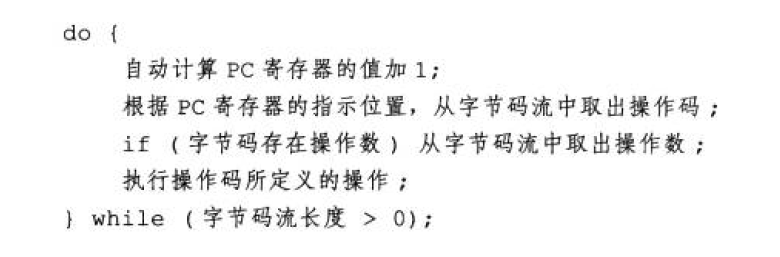 do {
自动计算 PC 寄存器的值加 1;
根据 PC 寄存器的指示位置，从字节码流中取出操作码；
if （字节码存在操作数） 从字节码流中取出操作数；
执行操作码所定义的操作；
} while （字节码流长度 > 0);